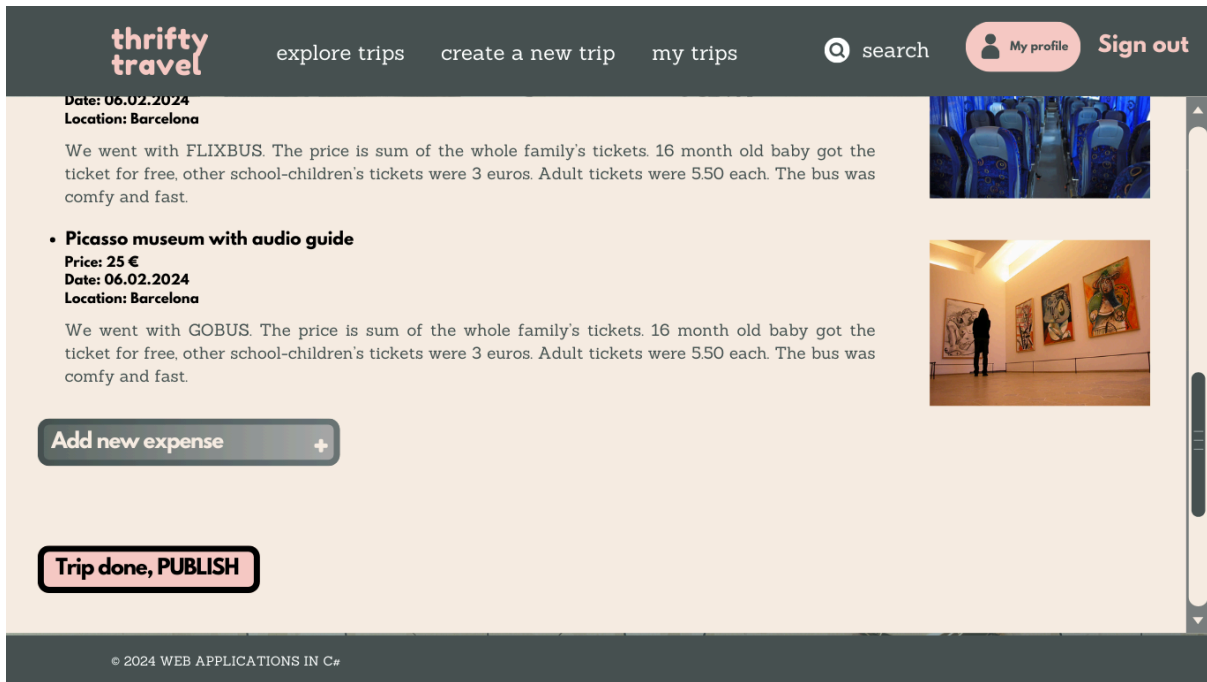 thrifty
travel
explore trips
create a new trip
my trips
search
My profile
Sign out
Date: 06.02.2024
Location: Barcelona
We went with FLIXBUS. The price is sum of the whole family's tickets. 16 month old baby got the
ticket for free, other school-children's tickets were 3 euros. Adult tickets were 5.50 each. The bus was
comfy and fast.
• Picasso museum with audio guide
Price: 25 €
Date: 06.02.2024
Location: Barcelona
We went with GOBUS. The price is sum of the whole family's tickets. 16 month old baby got the
ticket for free, other school-children's tickets were 3 euros. Adult tickets were 5.50 each. The bus was
comfy and fast.
Add new expense +
Trip done, PUBLISH
© 2024 WEB APPLICATIONS IN C#